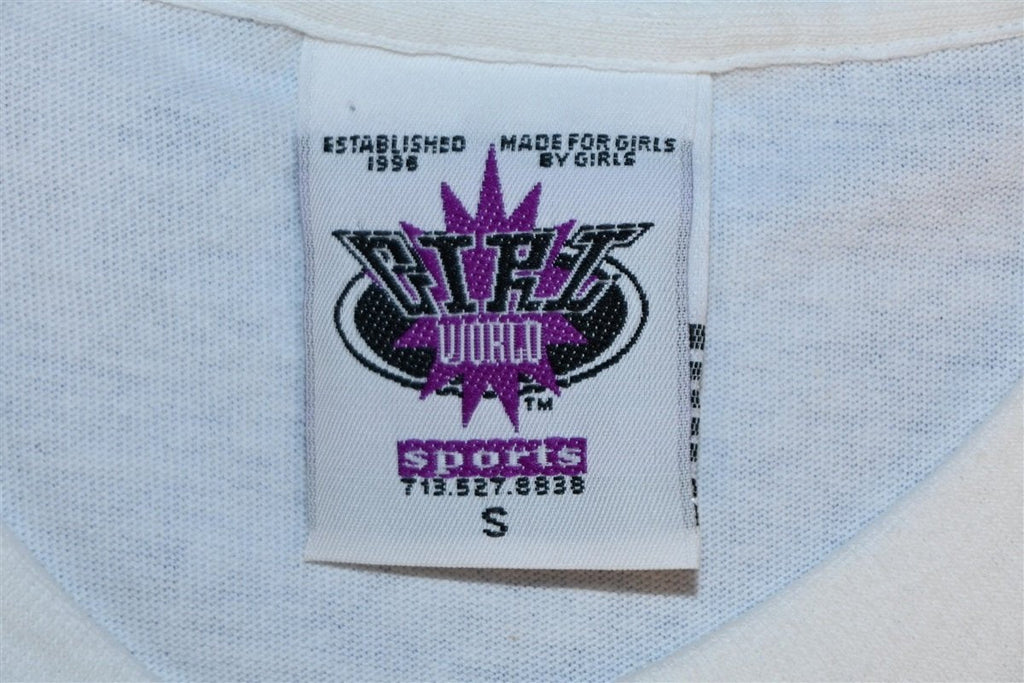 ESTABLISHED
1996
MADE FOR GIRLS
BY GIRLS
GIRL
WORLD
TM
sports
713.527.8838
S